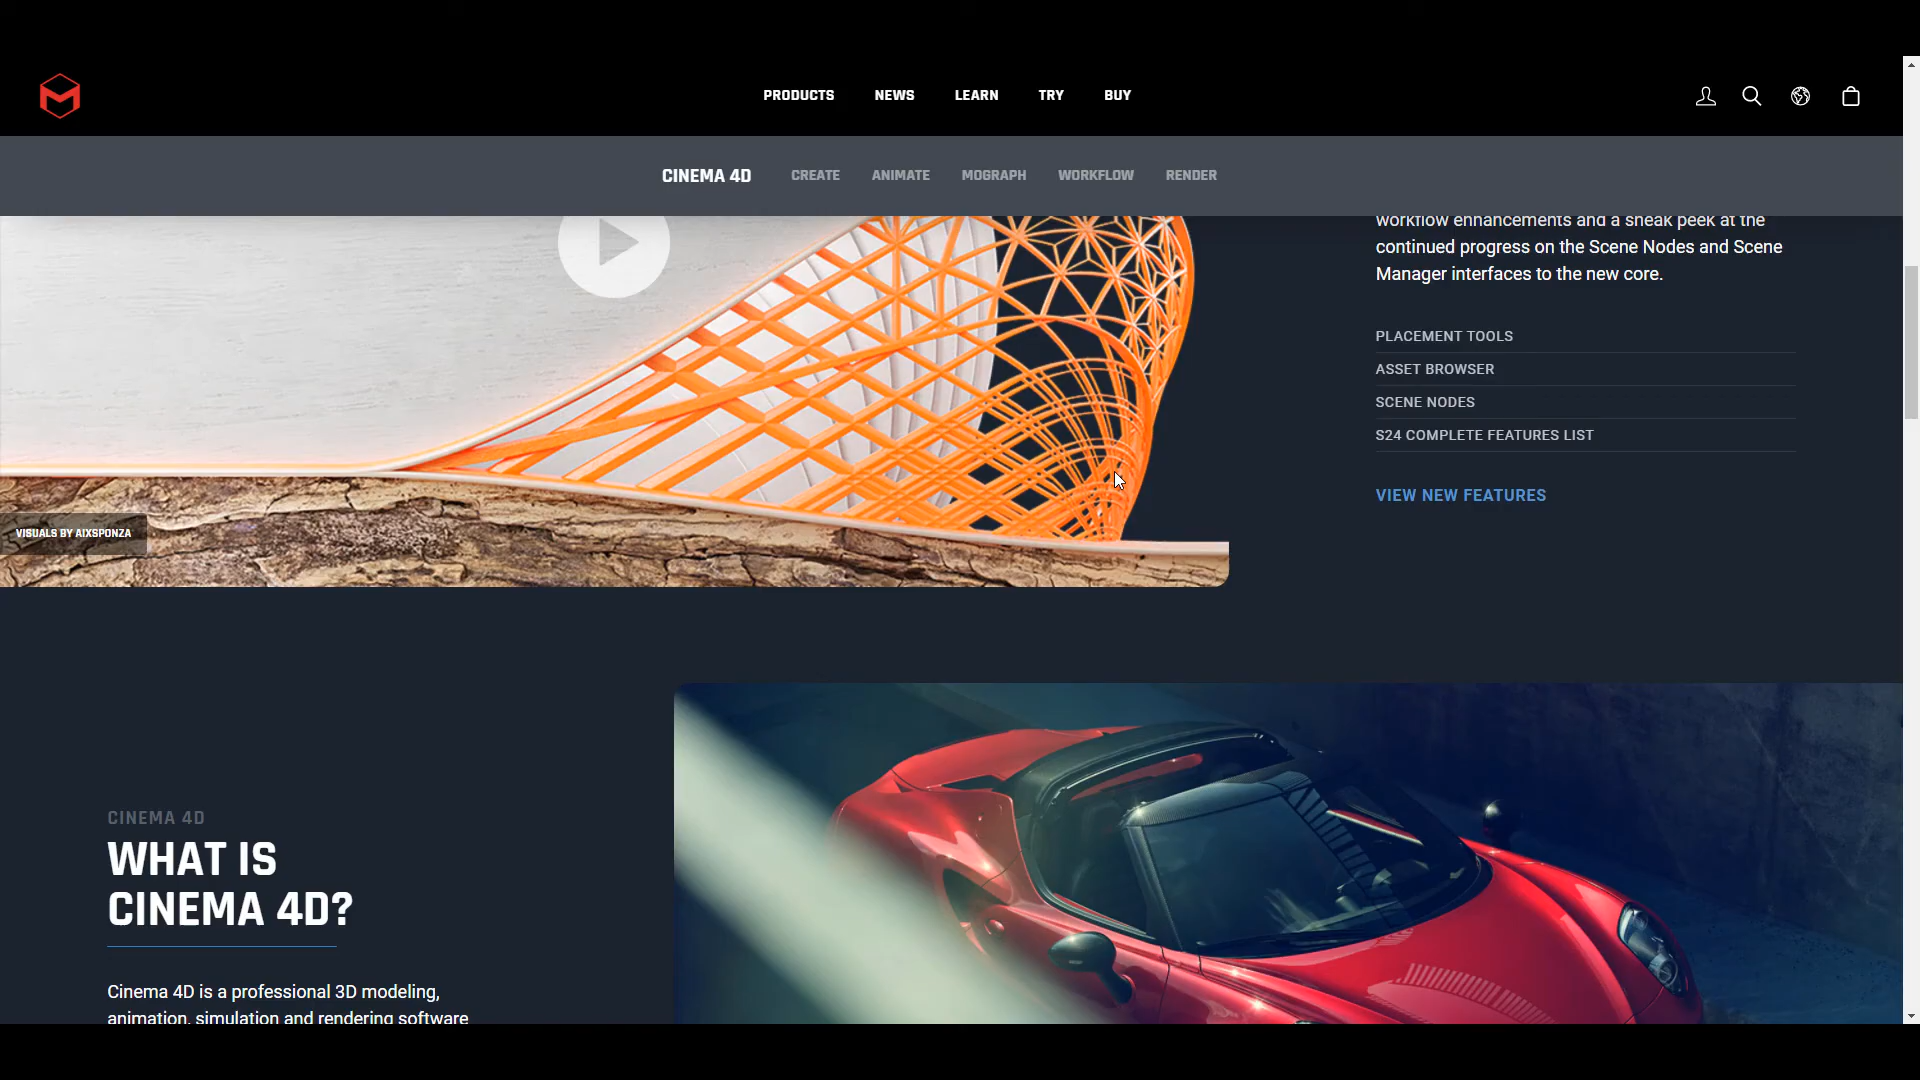 PRODUCTS NEWS LEARN TRY BUY
CINEMA 4D CREATE ANIMATE MOGRAPH WORKFLOW RENDER
workflow enhancements and a sneak peek at the
continued progress on the Scene Nodes and Scene
Manager interfaces to the new core.
PLACEMENT TOOLS
ASSET BROWSER
SCENE NODES
S24 COMPLETE FEATURES LIST
VIEW NEW FEATURES
VISUALS BY AIXSPONZA
CINEMA 4D
WHAT IS
CINEMA 4D?
Cinema 4D is a professional 3D modeling,
animation, simulation and rendering software